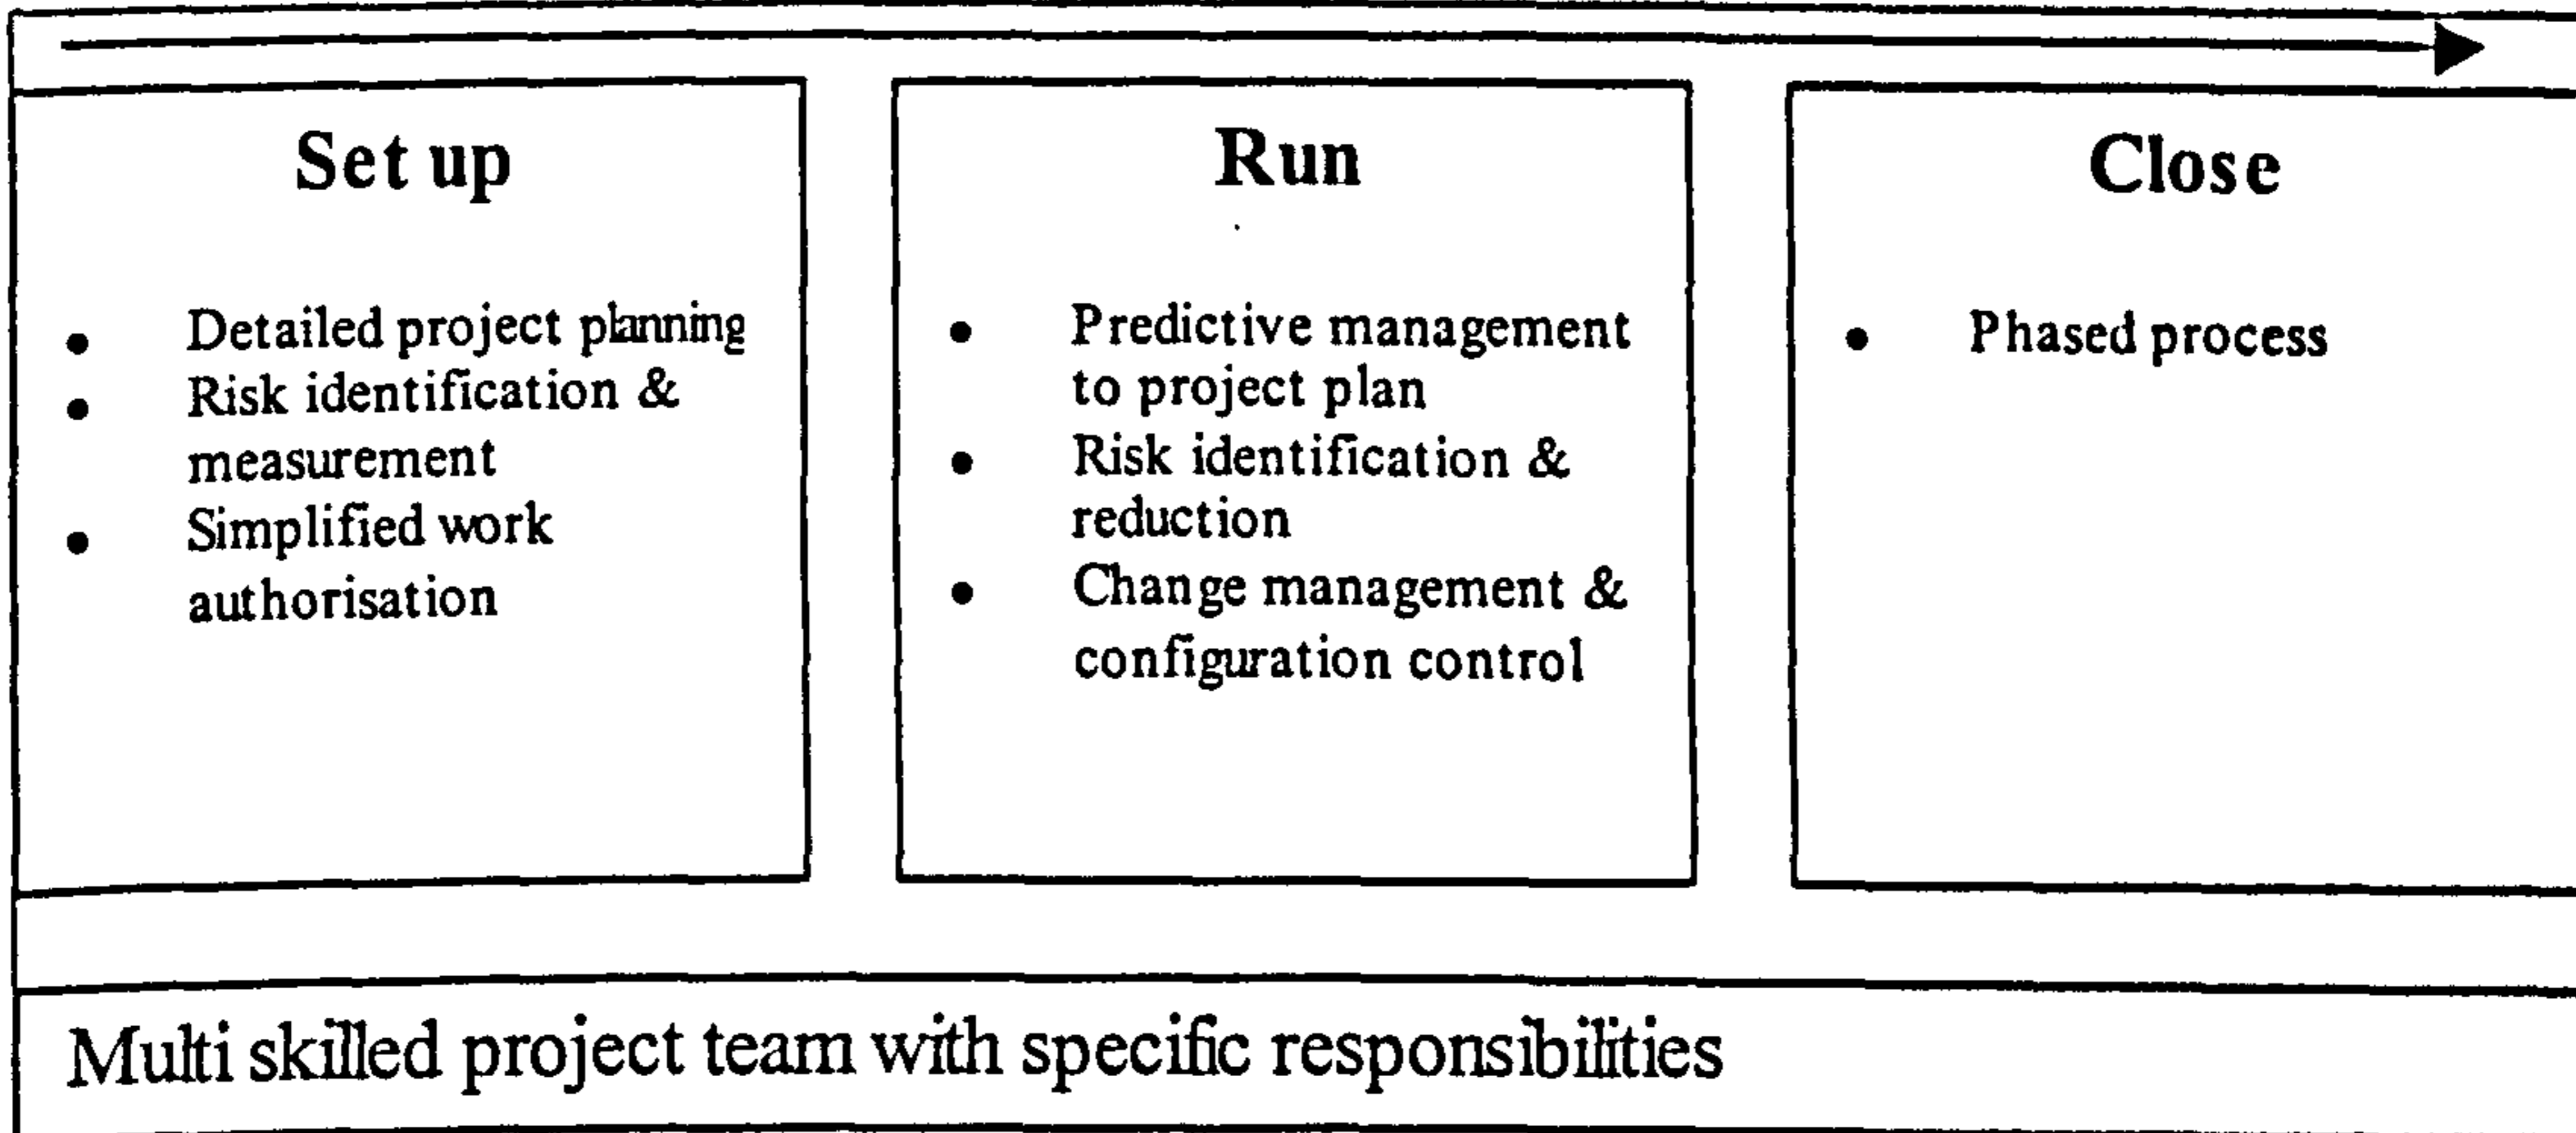 Set up
• Detailed project planning
• Risk identification &
measurement
• Simplified work
authorisation
Run
• Predictive management
to project plan
• Risk identification &
reduction
• Change management &
configuration control
Close
• Phased process
Multi skilled project team with specific responsibilities